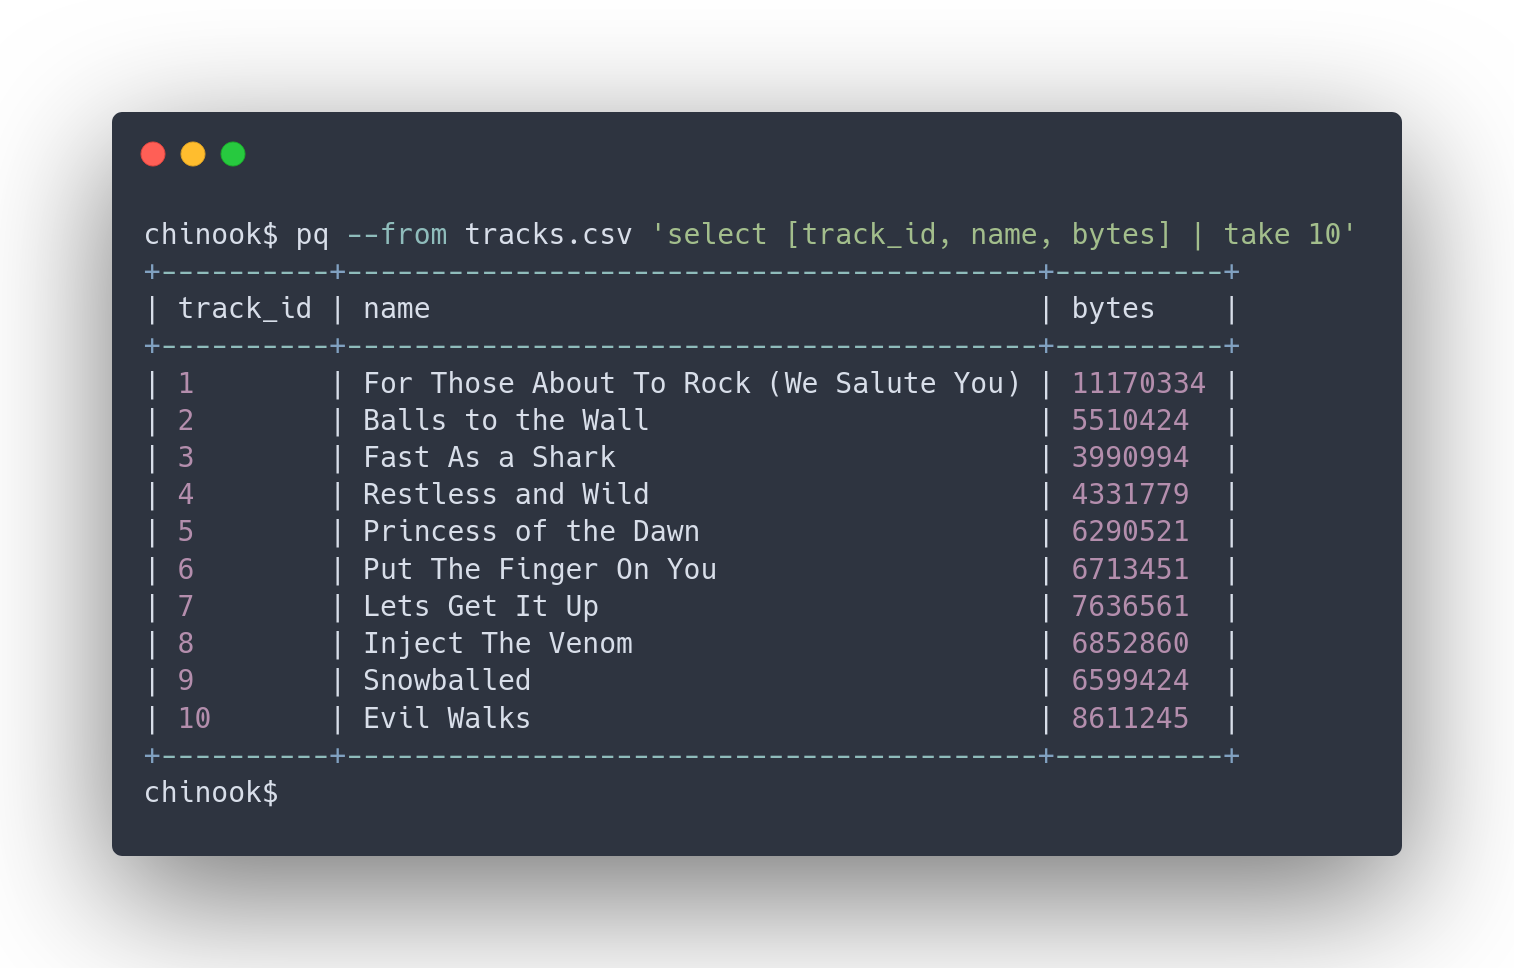 chinook$ pq --from tracks.csv 'select [track_id, name, bytes] | take 10'
+----------+-----------------------------------------+----------+
| track_id | name                                    | bytes    |
+----------+-----------------------------------------+----------+
| 1        | For Those About To Rock (We Salute You) | 11170334 |
| 2        | Balls to the Wall                       | 5510424  |
| 3        | Fast As a Shark                         | 3990994  |
| 4        | Restless and Wild                       | 4331779  |
| 5        | Princess of the Dawn                    | 6290521  |
| 6        | Put The Finger On You                   | 6713451  |
| 7        | Lets Get It Up                          | 7636561  |
| 8        | Inject The Venom                        | 6852860  |
| 9        | Snowballed                              | 6599424  |
| 10       | Evil Walks                              | 8611245  |
+----------+-----------------------------------------+----------+
chinook$